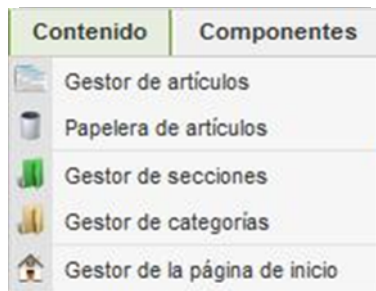 Contenido Componentes
Gestor de artículos
Papelera de artículos
Gestor de secciones
Gestor de categorías
Gestor de la página de inicio